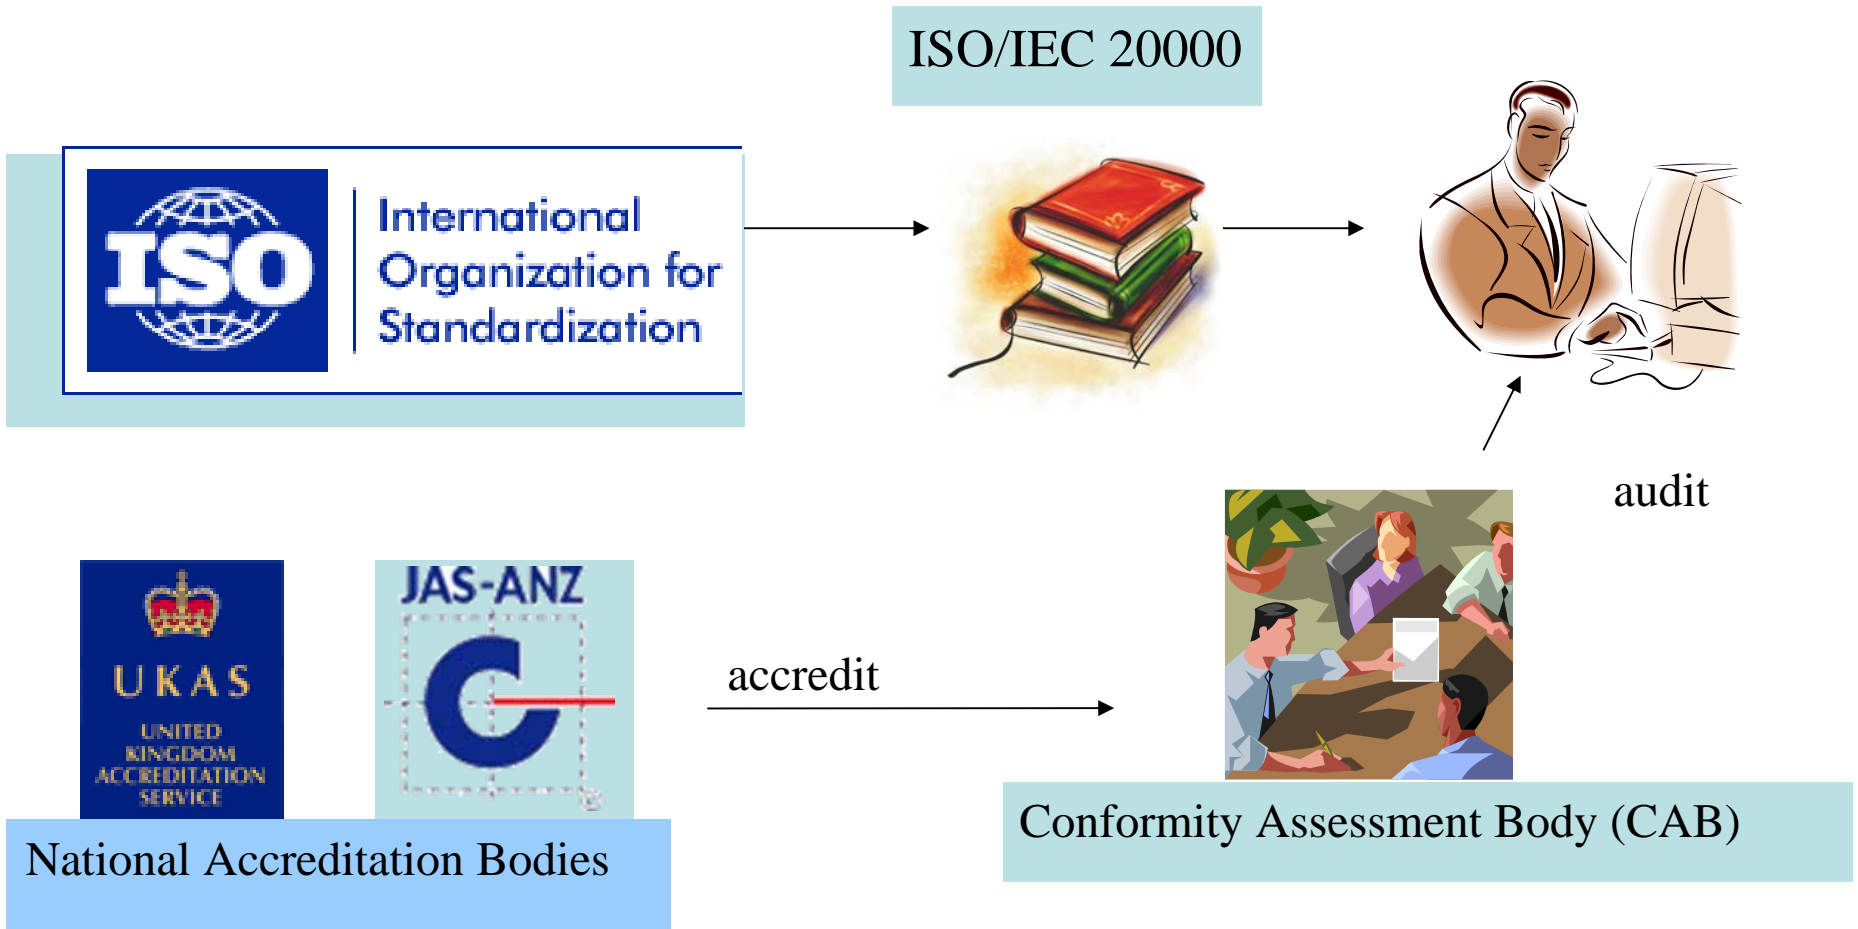 ISO/IEC 20000
ISO
International
Organization for
Standardization
audit
JAS-ANZ
UKAS
UNITED
KINGDOM
ACCREDITATION
SERVICE
accredit
Conformity Assessment Body (CAB)
National Accreditation Bodies